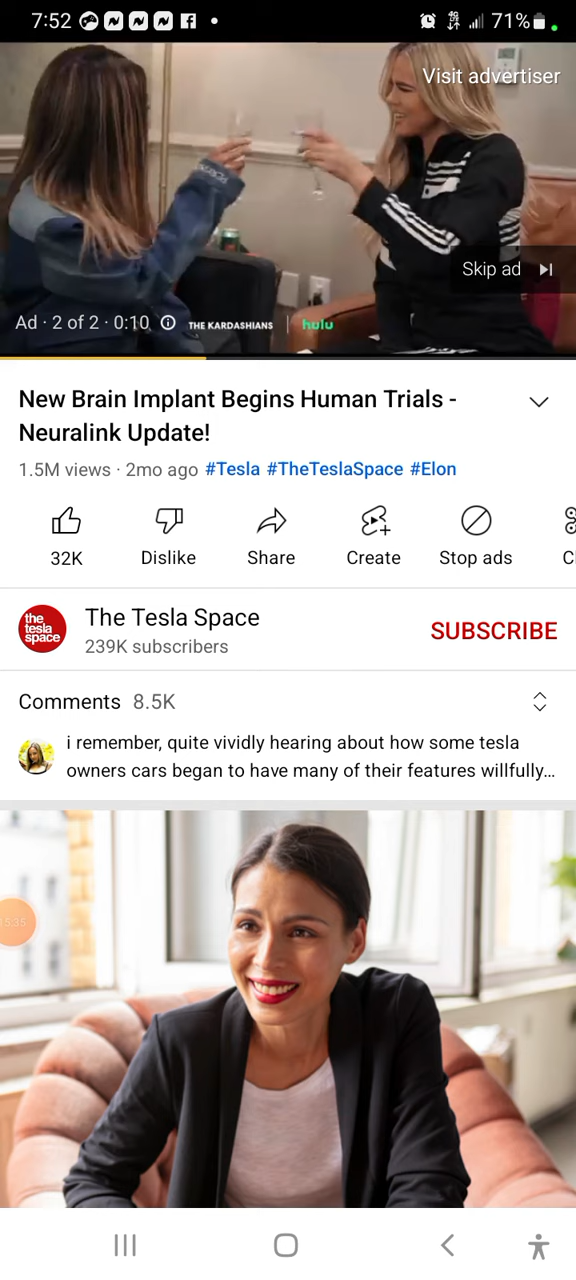 7:52
4G
71%
Visit advertiser
Skip ad
Ad · 2 of 2 · 0:10
THE KARDASHIANS | hulu
New Brain Implant Begins Human Trials -
Neuralink Update!
1.5M views · 2mo ago #Tesla #TheTeslaSpace #Elon
32K
Dislike
Share
Create
Stop ads
the
tesla
space
The Tesla Space
239K subscribers
SUBSCRIBE
Comments 8.5K
i remember, quite vividly hearing about how some tesla
owners cars began to have many of their features willfully...
15:35